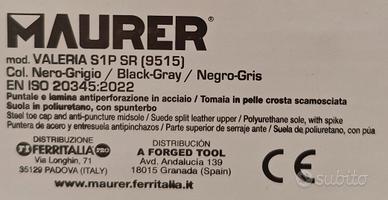 MAURER®
mod. VALERIA S1P SR (9515)
Col. Nero-Grigio / Black-Gray / Negro-Gris
EN ISO 20345:2022
Puntale e lamina antiperforazione in acciaio / Tomaia in pelle crosta scamosciata
Suola in poliuretano, con spunterbo
Steel toe cap and anti-puncture midsole / Suede split leather upper / Polyurethane sole, with spike
Puntera de acero y entresuela antipinchazos / Parte superior de serraje ante / Suela de poliuretano, con púa
DISTRIBUZIONE
FERRITALIA PRO
Via Longhin, 71
35129 PADOVA (ITALY)
DISTRIBUCIÓN
A FORGED TOOL
Avd. Andalucía 139
18015 Granada (Spain)
CE
www.maurer.ferritalia.it
subito